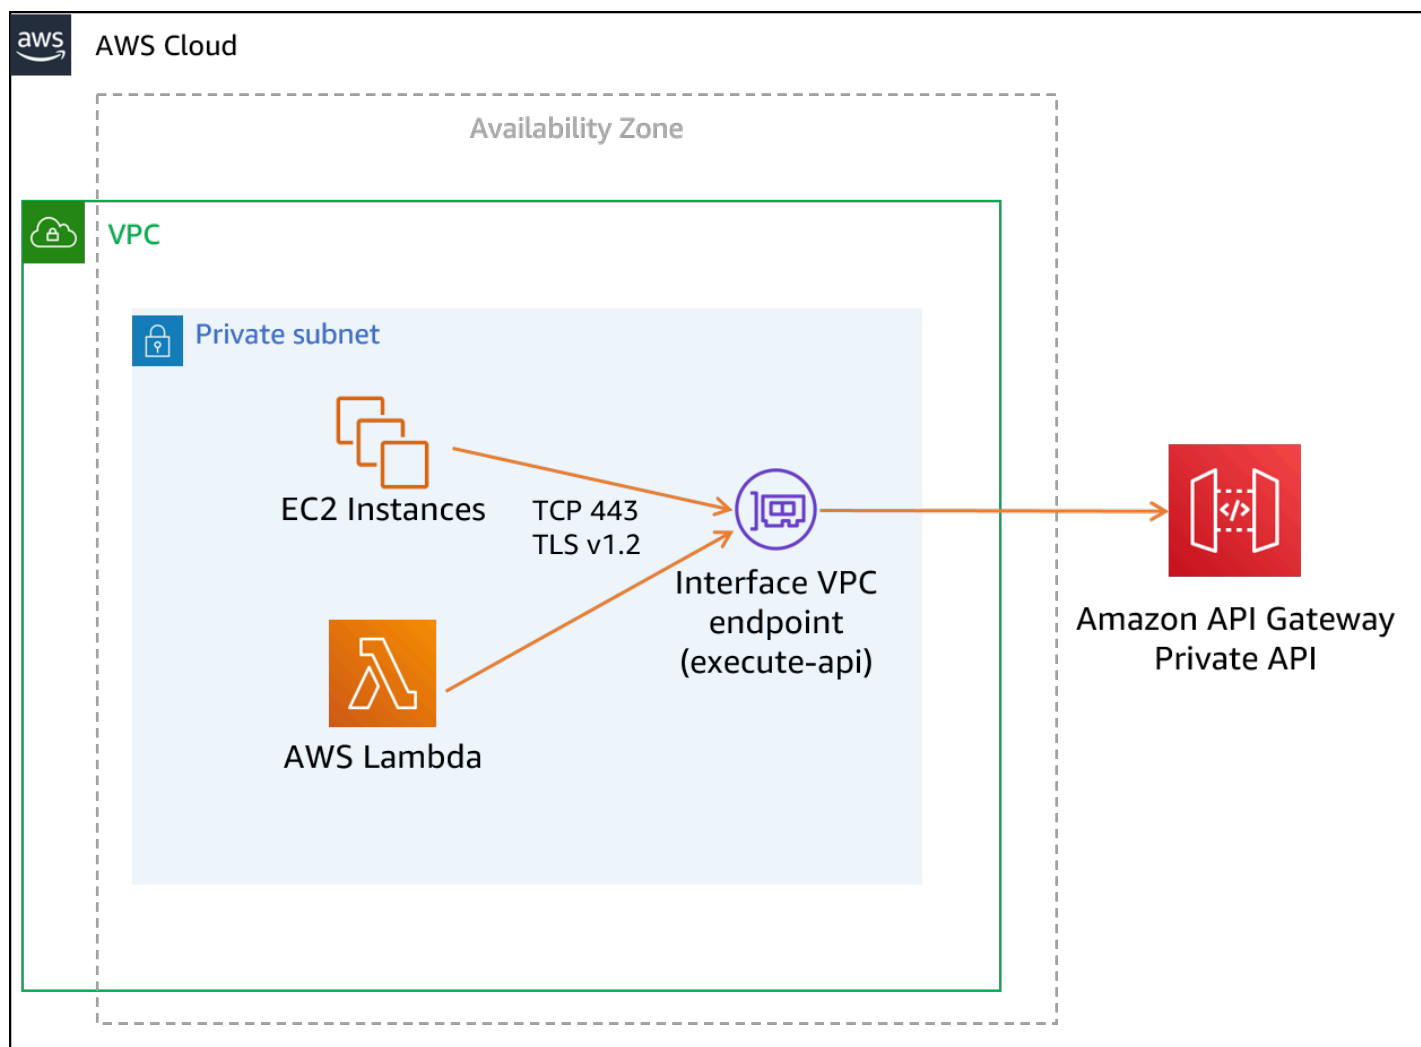 aws
AWS Cloud
Availability Zone
VPC
Private subnet
EC2 Instances
TCP 443
TLS v1.2
Interface VPC
endpoint
(execute-api)
</>
Amazon API Gateway
Private API
AWS Lambda